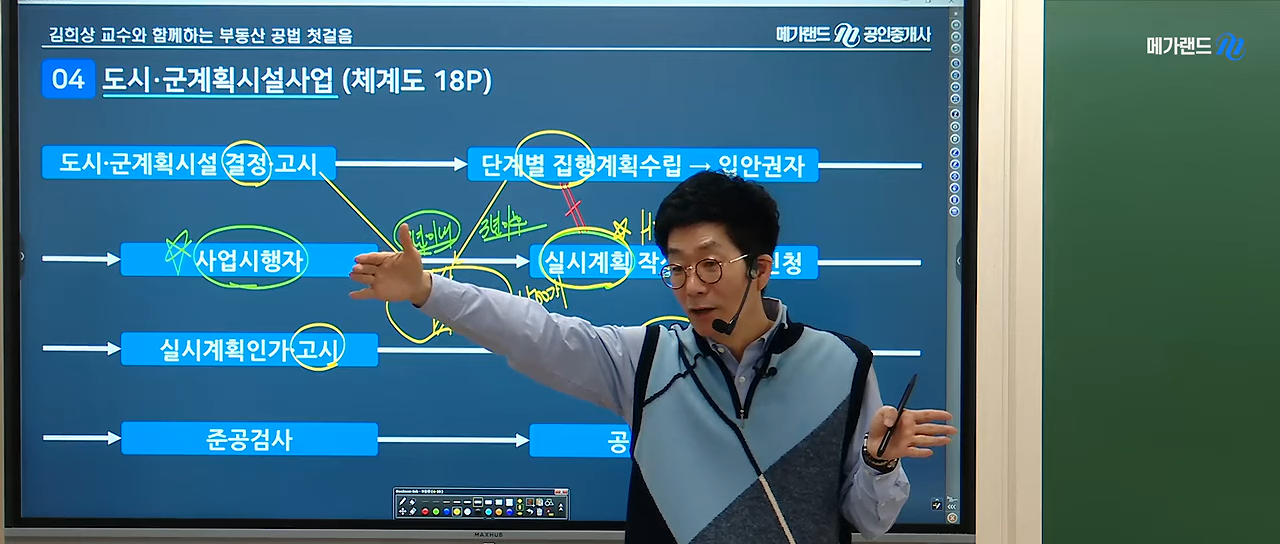 김희상 교수와 함께하는 부동산 공법 첫걸음
메가랜드 공인중개사
메가랜드
04 도시·군계획시설사업 (체계도 18P)
도시·군계획시설 결정·고시
단계별 집행계획수립 → 입안권자
사업시행자
실시계획
신청
실시계획인가·고시
준공검사
공
MAXHUB